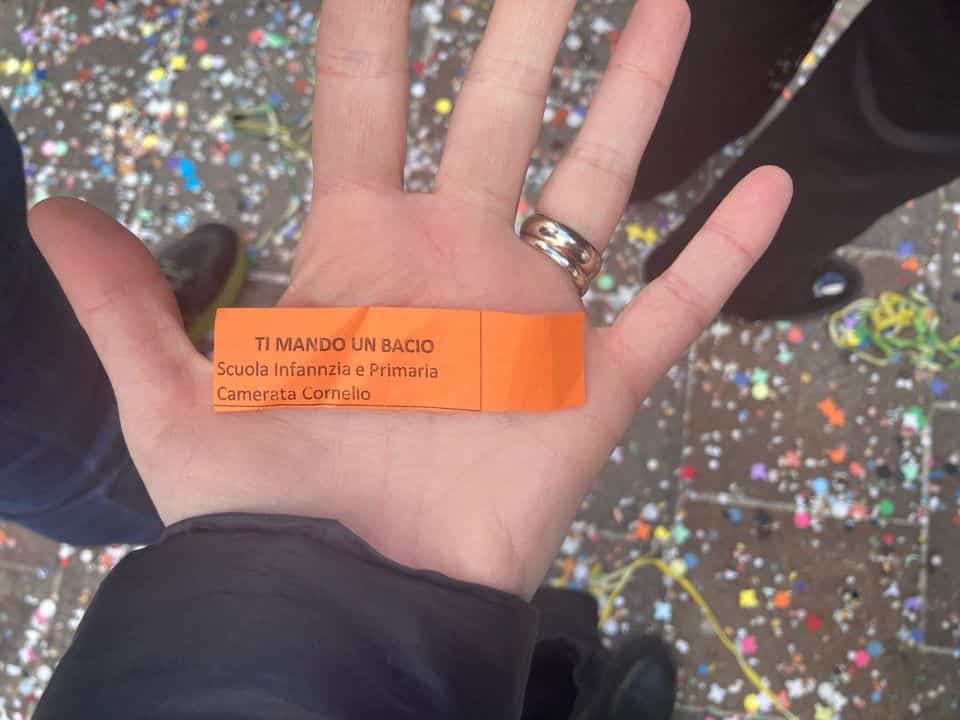 TI MANDO UN BACIO
Scuola Infannzia e Primaria
Camerata Cornello